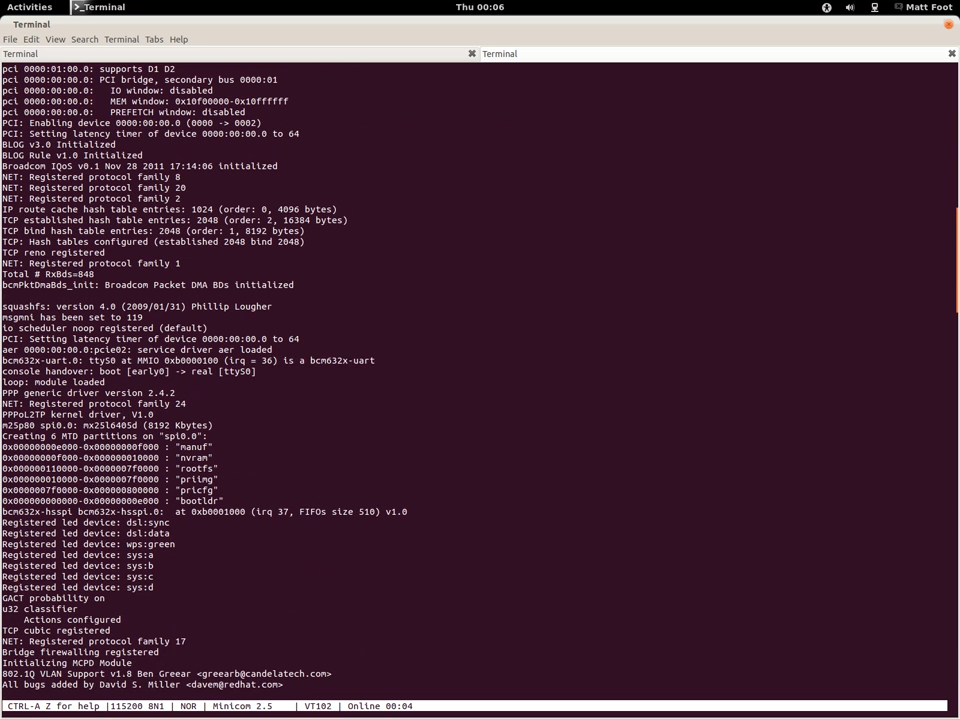 Activities
>_Terminal
Thu 00:06
Matt Foot
Terminal
File Edit View Search Terminal Tabs Help
Terminal
Terminal
pci 0000:01:00.0: supports D1 D2
pci 0000:00:00.0: PCI bridge, secondary bus 0000:01
pci 0000:00:00.0:   IO window: disabled
pci 0000:00:00.0:   MEM window: 0x10f00000-0x10ffffff
pci 0000:00:00.0:   PREFETCH window: disabled
PCI: Enabling device 0000:00:00.0 (0000 -> 0002)
PCI: Setting latency timer of device 0000:00:00.0 to 64
BLOG v3.0 Initialized
BLOG Rule v1.0 Initialized
Broadcom IQoS v0.1 Nov 28 2011 17:14:06 initialized
NET: Registered protocol family 8
NET: Registered protocol family 20
NET: Registered protocol family 2
IP route cache hash table entries: 1024 (order: 0, 4096 bytes)
TCP established hash table entries: 2048 (order: 2, 16384 bytes)
TCP bind hash table entries: 2048 (order: 1, 8192 bytes)
TCP: Hash tables configured (established 2048 bind 2048)
TCP reno registered
NET: Registered protocol family 1
Total # RxBds=848
bcmPktDmaBds_init: Broadcom Packet DMA BDs initialized
squashfs: version 4.0 (2009/01/31) Phillip Lougher
msgmni has been set to 119
io scheduler noop registered (default)
PCI: Setting latency timer of device 0000:00:00.0 to 64
aer 0000:00:00.0:pcie02: service driver aer loaded
bcm632x-uart.0: ttyS0 at MMIO 0xb0000100 (irq = 36) is a bcm632x
console handover: boot [early0] -> real [ttyS0]
loop: module loaded
PPP generic driver version 2.4.2
NET: Registered protocol family 24
PPPoL2TP kernel driver, V1.0
m25p80 spi0.0: mx25l6405d (8192 Kbytes)
Creating 6 MTD partitions on "spi0.0":
0x00000000e000-0x00000000f000 : "manuf"
0x00000000f000-0x000000010000 : "nvram"
0x000000110000-0x0000007f0000 : "rootfs"
0x000000010000-0x0000007f0000 : "priimg"
0x0000007f0000-0x000000800000 : "pricfg"
0x000000000000-0x00000000e000 : "bootldr"
bcm632x-hsspi bcm632x-hsspi.0:  at 0xb0001000 (irq 37, FIFOs size 510) v1.0
Registered led device: dsl:sync
Registered led device: dsl:data
Registered led device: wps:green
Registered led device: sys:a
Registered led device: sys:b
Registered led device: sys:c
Registered led device: sys:d
GACT probability on
u32 classifier
    Actions configured
TCP cubic registered
NET: Registered protocol family 17
Bridge firewalling registered
Initializing MCPD Module
802.1Q VLAN Support v1.8 Ben Greear <greearb@candelatech.com>
All bugs added by David S. Miller <davem@redhat.com>
CTRL-A Z for help |115200 8N1 | NOR | Minicom 2.5    | VT102 | Online 00:04